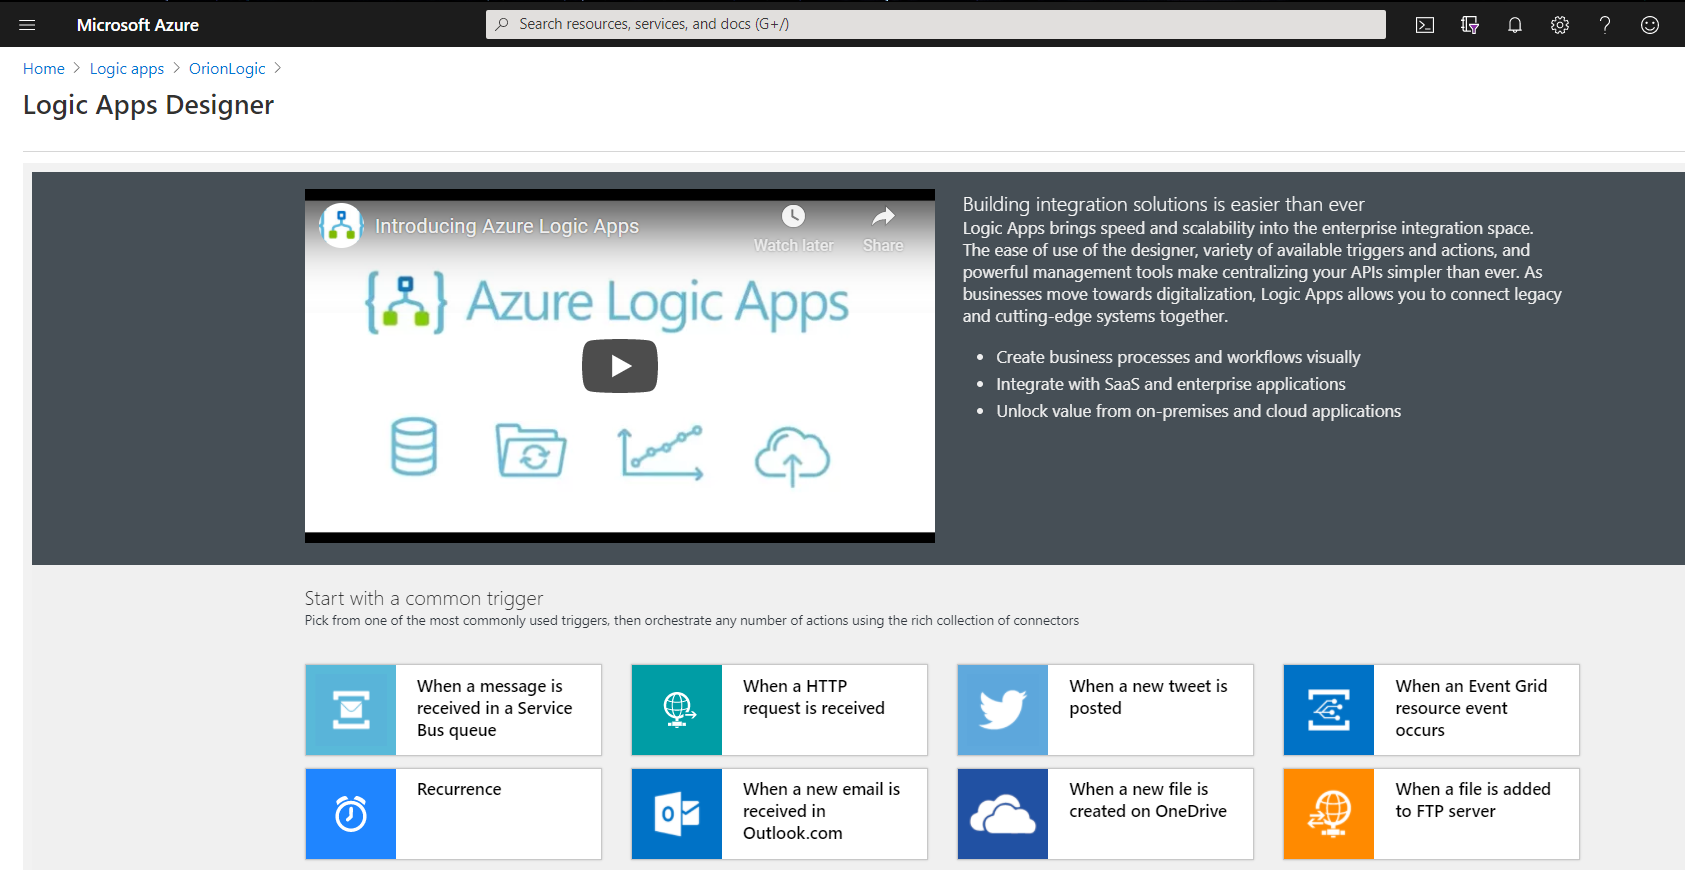 Microsoft Azure
Search resources, services, and docs (G+/)
Home > Logic apps > OrionLogic >
Logic Apps Designer
Introducing Azure Logic Apps
Watch later
Share
Azure Logic Apps
Building integration solutions is easier than ever
Logic Apps brings speed and scalability into the enterprise integration space.
The ease of use of the designer, variety of available triggers and actions, and
powerful management tools make centralizing your APIs simpler than ever. As
businesses move towards digitalization, Logic Apps allows you to connect legacy
and cutting-edge systems together.
• Create business processes and workflows visually
• Integrate with SaaS and enterprise applications
• Unlock value from on-premises and cloud applications
Start with a common trigger
Pick from one of the most commonly used triggers, then orchestrate any number of actions using the rich collection of connectors
When a message is
received in a Service
Bus queue
When a HTTP
request is received
When a new tweet is
posted
When an Event Grid
resource event
occurs
Recurrence
When a new email is
received in
Outlook.com
When a new file is
created on OneDrive
When a file is added
to FTP server